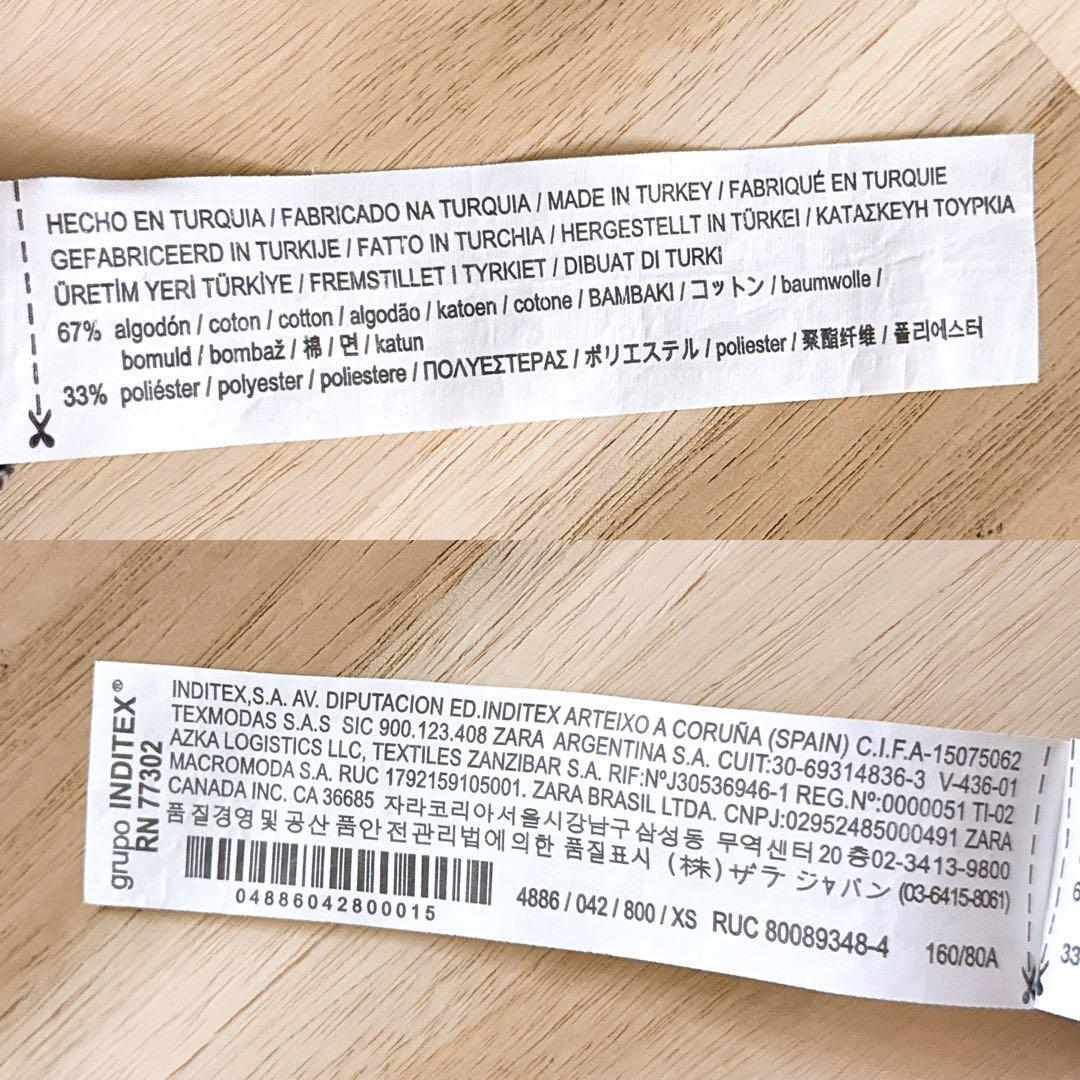 HECHO EN TURQUIA / FABRICADO NA TURQUIA / MADE IN TURKEY / FABRIQUÉ EN TURQUIE
GEFABRICEERD IN TURKIJE / FATTO IN TURCHIA / HERGESTELLT IN TÜRKEI / ΚΑΤΑΣΚΕΥΗ ΤΟΥΡΚΙΑ
ÜRETİM YERİ TÜRKİYE / FREMSTILLET I TYRKIET / DIBUAT DI TURKI
67% algodón / coton / cotton / algodão / katoen / cotone / BAMBAKI / コットン / baumwolle /
bomuld / bombaž / 棉 / 면 / katun
33% poliéster / polyester / poliestere / ΠΟΛΥΕΣΤΕΡΑΣ / ポリエステル / poliester / 聚酯纤维 / 폴리에스터
grupo INDITEX®
RN 77302
INDITEX,S.A. AV. DIPUTACION ED.INDITEX ARTEIXO A CORUÑA (SPAIN) C.I.F.A-15075062
TEXMODAS S.A.S SIC 900.123.408 ZARA ARGENTINA S.A. CUIT:30-69314836-3 V-436-01
AZKA LOGISTICS LLC, TEXTILES ZANZIBAR S.A. RIF:NºJ30536946-1 REG.Nº:0000051 TI-02
MACROMODA S.A. RUC 1792159105001. ZARA BRASIL LTDA. CNPJ:02952485000491 ZARA
CANADA INC. CA 36685 자라코리아서울시강남구삼성동 무역센터20층02-3413-9800
품질경영및 공산품안전관리법에의한 품질표시 (株)ザラ ジャパン (03-6415-8061)
04886042800015
4886 / 042 / 800 / XS RUC 80089348-4 160/80A
6
33